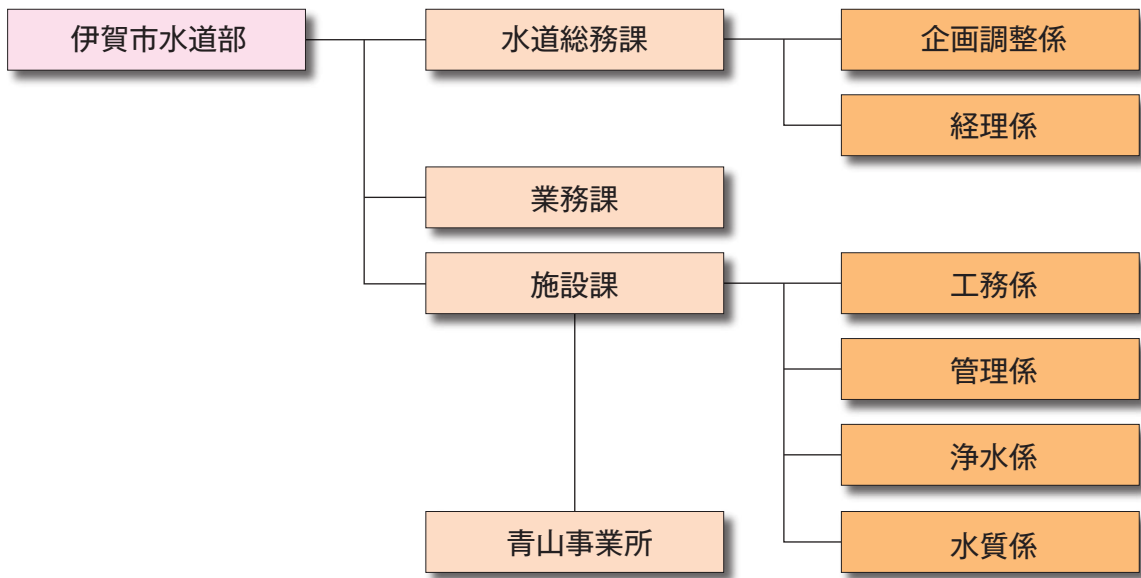 伊賀市水道部
水道総務課
企画調整係
経理係
業務課
施設課
工務係
管理係
浄水係
青山事業所
水質係